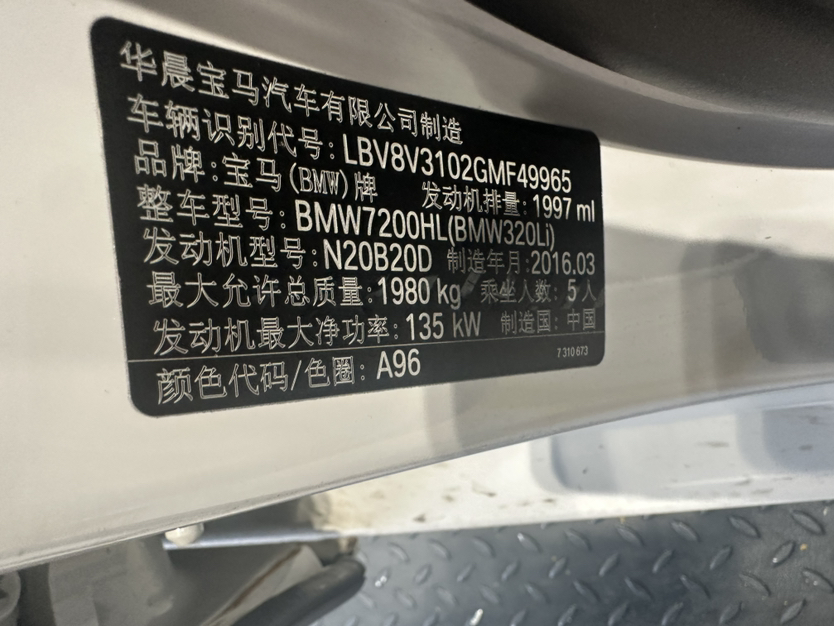 华晨宝马汽车有限公司制造
车辆识别代号: LBV8V3102GMF49965
品牌: 宝马(BMW)牌 发动机排量: 1997 ml
整车型号: BMW7200HL(BMW320Li)
发动机型号: N20B20D 制造年月: 2016.03
最大允许总质量: 1980 kg 乘坐人数: 5 人
发动机最大净功率: 135 kW 制造国: 中国
颜色代码/色圈: A96
7 310 673